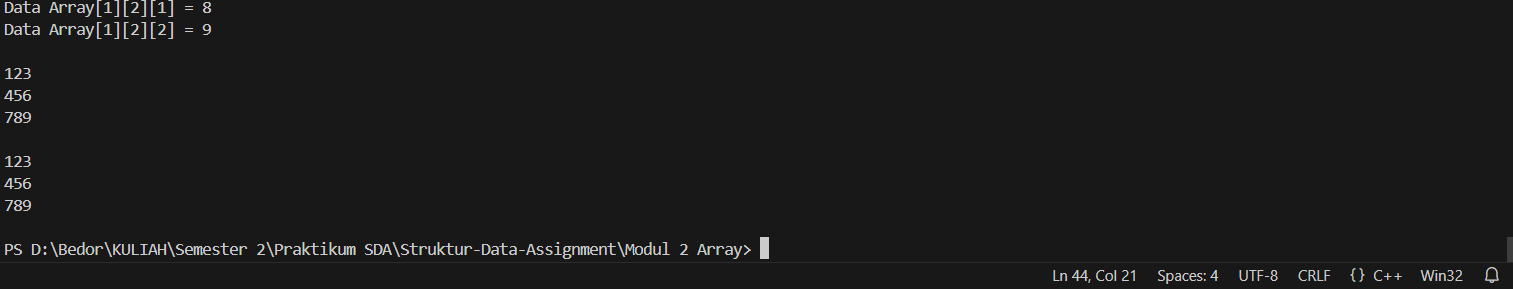 Data Array[1][2][1] = 8
Data Array[1][2][2] = 9
123
456
789
123
456
789
PS D:\Bedor\KULIAH\Semester 2\Praktikum SDA\Struktur-Data-Assignment\Modul 2 Array>
Ln 44, Col 21 Spaces: 4 UTF-8 CRLF {} C++ Win32